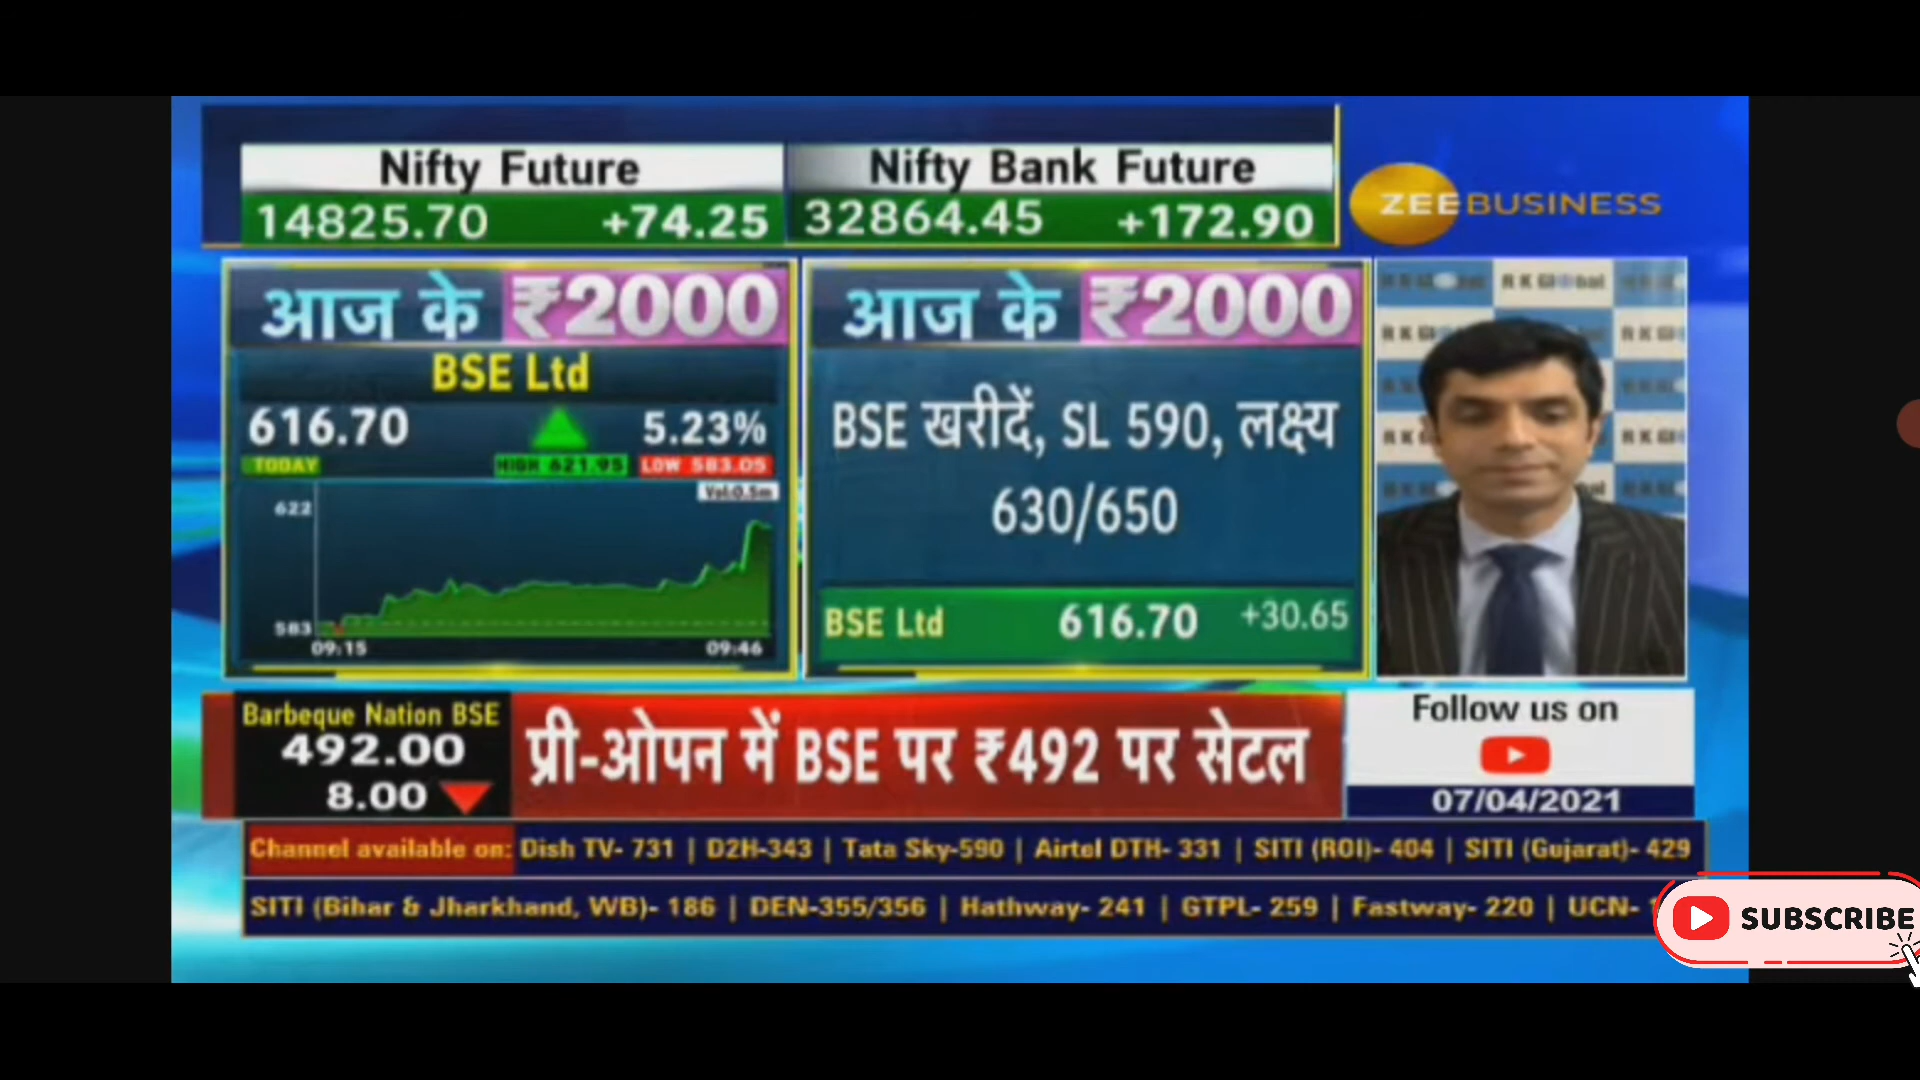 Nifty Future
14825.70 +74.25
Nifty Bank Future
32864.45 +172.90
ZEEBUSINESS
आज के ₹2000
BSE Ltd
616.70 5.23%
TODAY HIGH 621.95 LOW 583.05
Vol:0.5m
622
583
09:15 09:46
आज के ₹2000
BSE खरीदें, SL 590, लक्ष्य
630/650
BSE Ltd 616.70 +30.65
R K Global
Barbeque Nation BSE
492.00
8.00
प्री-ओपन में BSE पर ₹492 पर सेटल
Follow us on
07/04/2021
Channel available on: Dish TV- 731 | D2H-343 | Tata Sky-590 | Airtel DTH- 331 | SITI (ROI)- 404 | SITI (Gujarat)- 429
SITI (Bihar & Jharkhand, WB)- 186 | DEN-355/356 | Hathway- 241 | GTPL- 259 | Fastway- 220 | UCN-
SUBSCRIBE